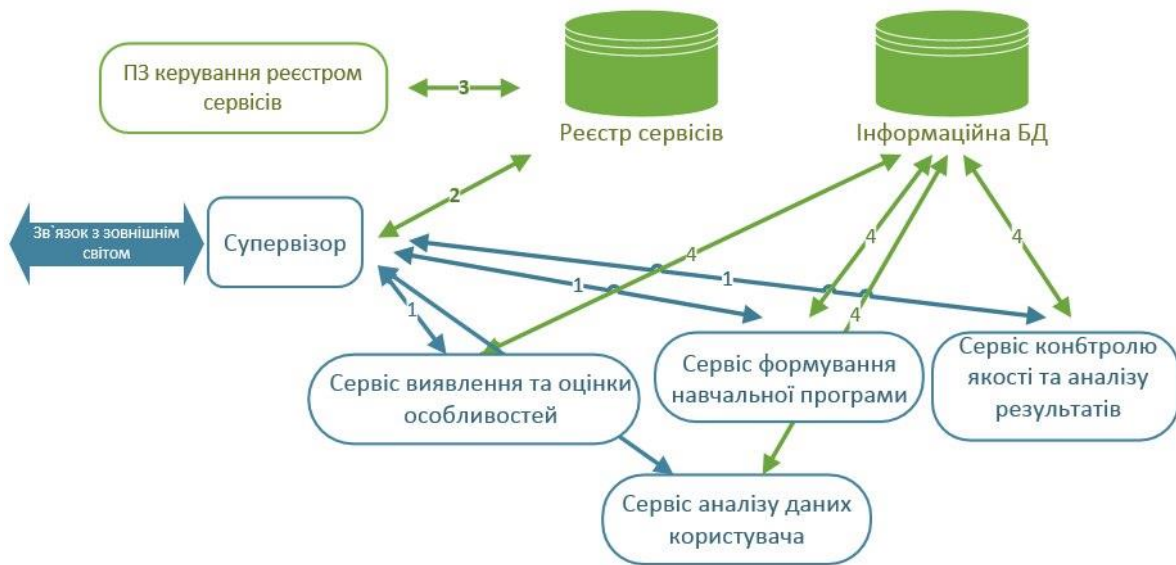 ПЗ керування реєстром
сервісів
3
Реєстр сервісів
Інформаційна БД
2
Зв`язок з зовнішнім
світом
Супервізор
4
4
4
1
1
1
4
Сервіс виявлення та оцінки
особливостей
Сервіс формування
навчальної програми
Сервіс конбтролю
якості та аналізу
результатів
Сервіс аналізу даних
користувача